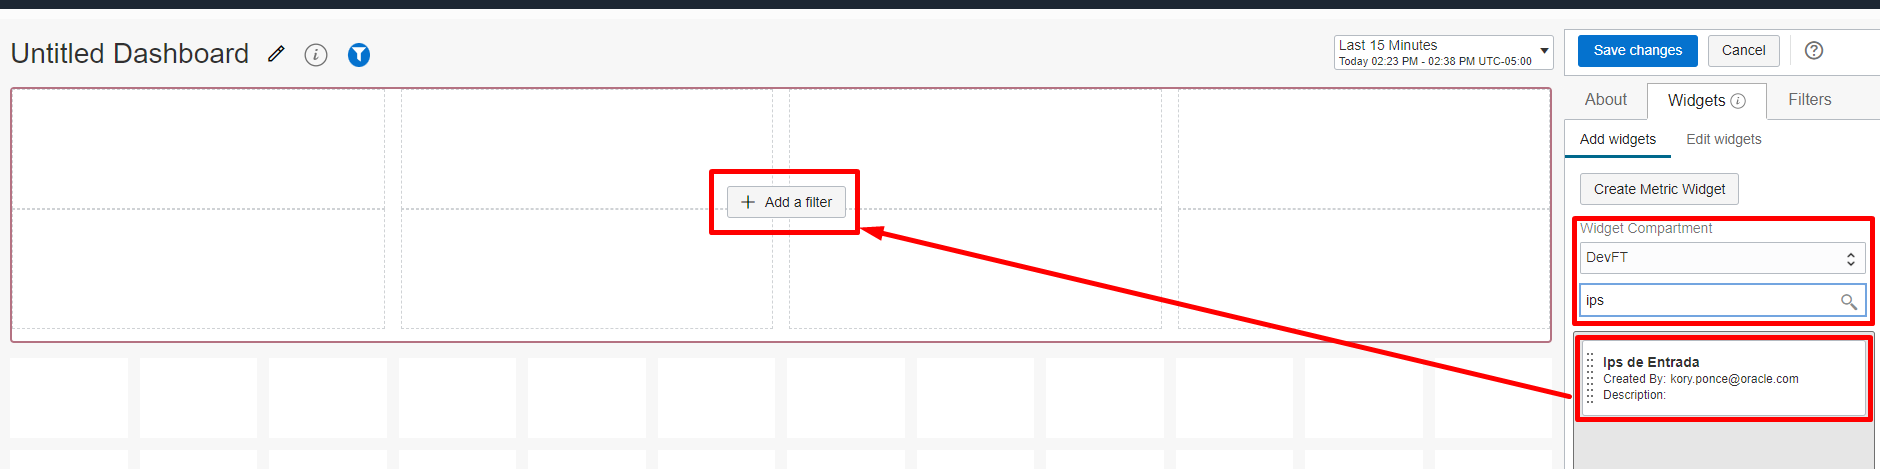 Untitled Dashboard
Last 15 Minutes
Today 02:23 PM - 02:38 PM UTC-05:00
Save changes
Cancel
About
Widgets
Filters
Add widgets
Edit widgets
Create Metric Widget
Widget Compartment
DevFT
ips
+ Add a filter
Ips de Entrada
Created By: kory.ponce@oracle.com
Description: